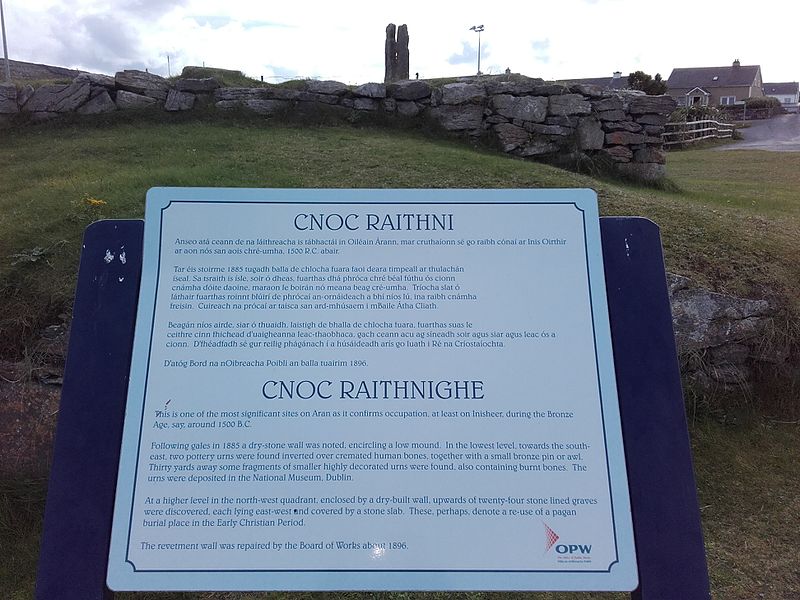 CNOC RAITHNI
Anseo atá ceann de na láithreacha is tábhachtaí in Oiléain Árann, mar cruthaíonn sé go raibh cónaí ar Inis Oirthir
ar aon nós san aois chré-umha, 1500 R.C. abair.
Tar éis stoirme 1885 tugadh balla de chlocha fuara faoi deara timpeall ar thulachán
íseal. Sa tsraith is ísle, soir ó dheas, fuarthas dhá phróca chré béal fúthu ós cionn
cnámha dóite daoine, maraon le boirán nó meana beag cré-umha. Tríocha slat ó
láthair fuarthas roinnt blúirí de phrócaí an-ornáideach a bhí níos lú, ina raibh cnámha
freisin. Cuireach na prócaí ar taisca san ard-mhúsaem i mBaile Átha Cliath.
Beagán níos airde, siar ó thuaidh, laistigh de bhalla de chlocha fuara, fuarthas suas le
ceithre cinn fhichead d'uaigheanna leac-thaobhaca, gach ceann acu ag síneadh soir agus siar agus leac ós a
cionn. D'fhéadfadh sé gur reilig phágánach í a húsáideadh arís go luath i Ré na Críostaíochta.
D'atóg Bord na nOibreacha Poiblí an balla tuairim 1896.
CNOC RAITHNIGHE
This is one of the most significant sites on Aran as it confirms occupation, at least on Inisheer, during the Bronze
Age, say, around 1500 B.C.
Following gales in 1885 a dry-stone wall was noted, encircling a low mound. In the lowest level, towards the south-
east, two pottery urns were found inverted over cremated human bones, together with a small bronze pin or awl.
Thirty yards away some fragments of smaller highly decorated urns were found, also containing burnt bones. The
urns were deposited in the National Museum, Dublin.
At a higher level in the north-west quadrant, enclosed by a dry-built wall, upwards of twenty-four stone lined graves
were discovered, each lying east-west and covered by a stone slab. These, perhaps, denote a re-use of a pagan
burial place in the Early Christian Period.
The revetment wall was repaired by the Board of Works about 1896.
OPW